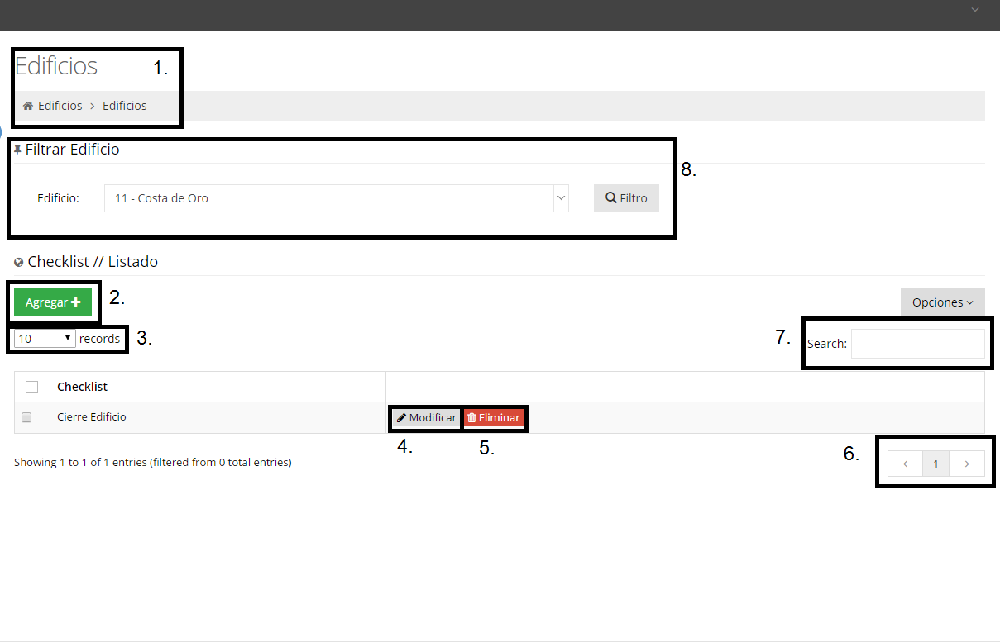 Edificios 1.
Edificios > Edificios
Filtrar Edificio
8.
Edificio: 11 - Costa de Oro Filtro
Checklist // Listado
Agregar + 2. Opciones
10 records 3. 7. Search:
Checklist
Cierre Edificio Modificar Eliminar
4. 5.
Showing 1 to 1 of 1 entries (filtered from 0 total entries) 6. < 1 >